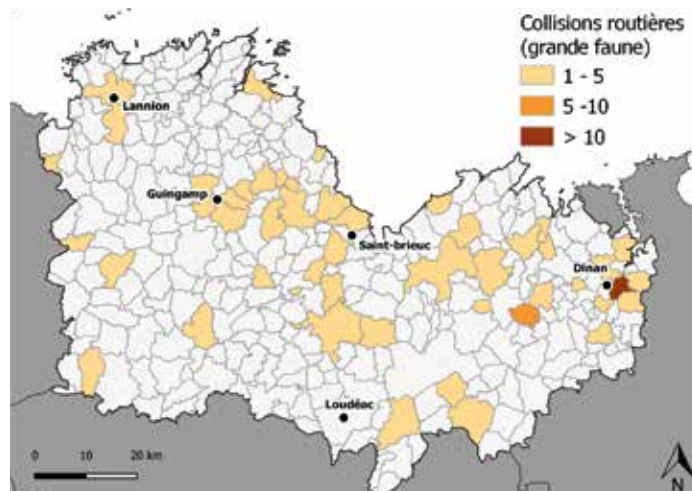 Collisions routières
(grande faune)
1 - 5
5 -10
> 10
Lannion
Guingamp
Saint-brieuc
Dinan
Loudéac
0 10 20 km
N